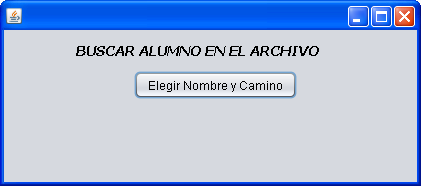 BUSCAR ALUMNO EN EL ARCHIVO
Elegir Nombre y Camino